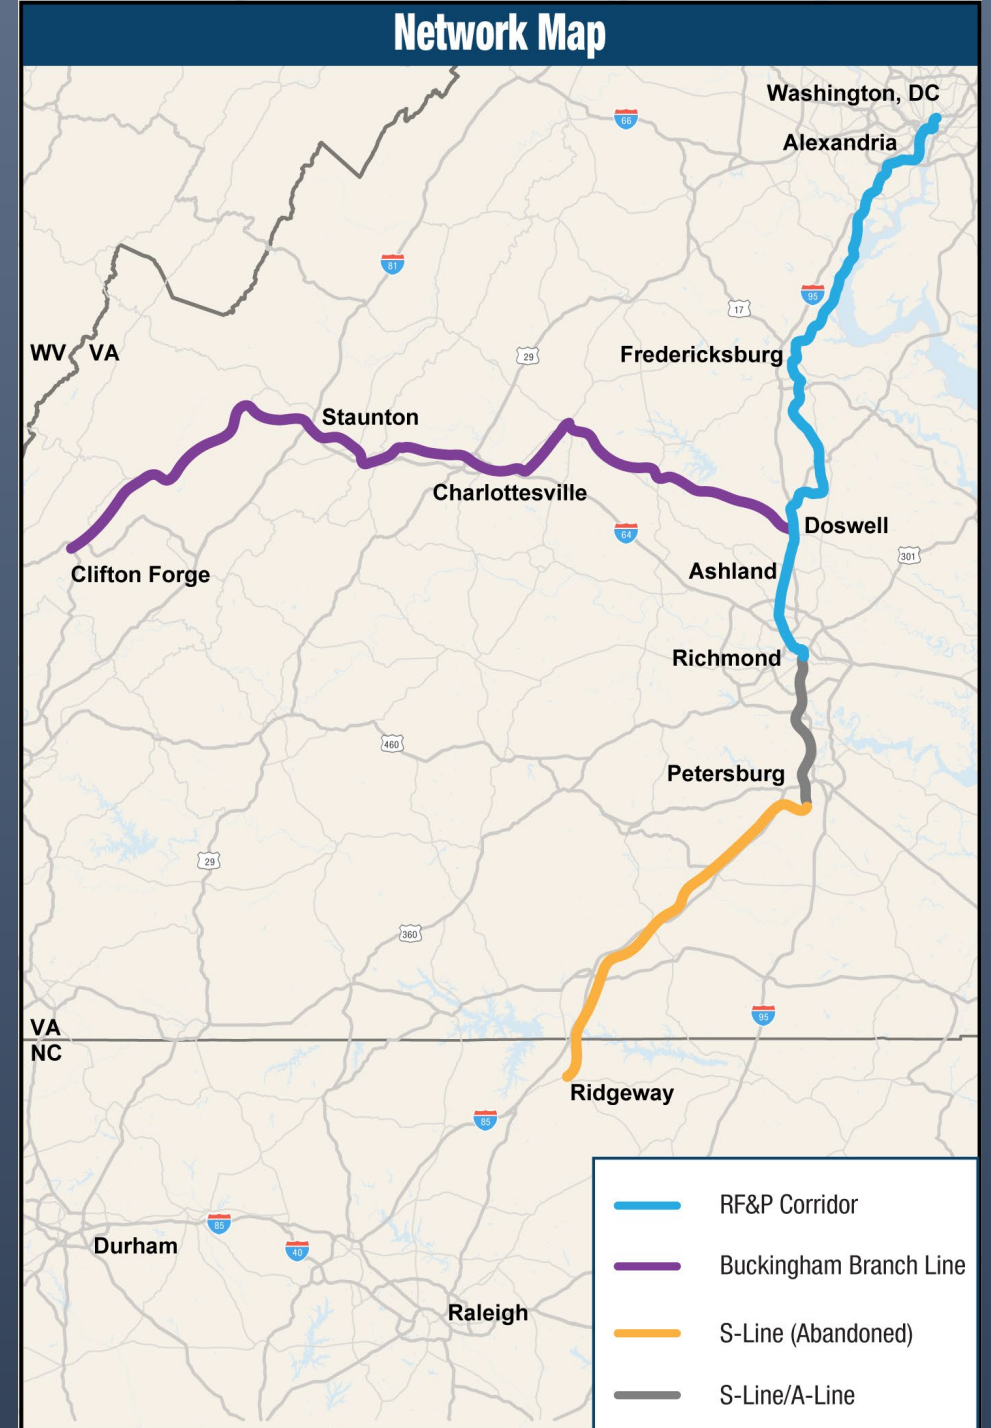 Network Map
Washington, DC
66
Alexandria
81
95
17
WV VA
29
Fredericksburg
Staunton
Charlottesville
64
Doswell
301
Clifton Forge
Ashland
Richmond
460
Petersburg
29
360
95
VA
NC
Ridgeway
85
85
Durham
40
Raleigh
RF&P Corridor
Buckingham Branch Line
S-Line (Abandoned)
S-Line/A-Line